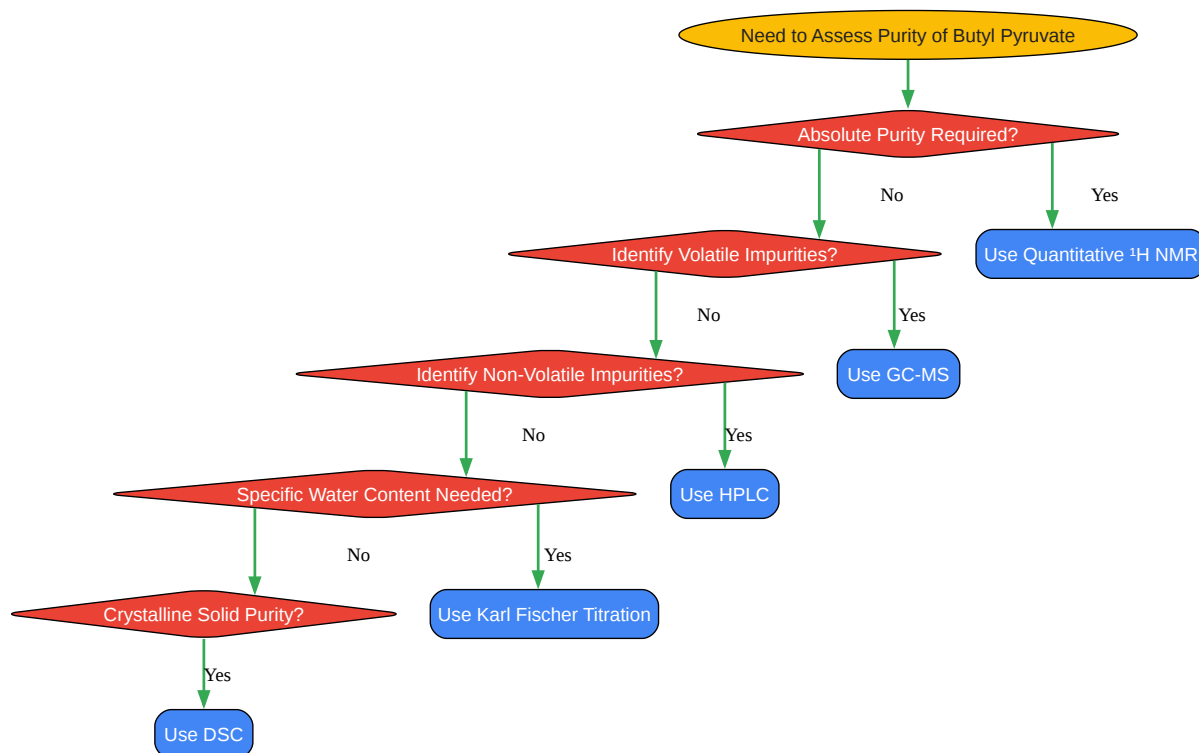 Need to Assess Purity of Butyl Pyruvate
Absolute Purity Required?
No
Yes
Identify Volatile Impurities?
Use Quantitative ¹H NMR
No
Yes
Identify Non-Volatile Impurities?
Use GC-MS
No
Yes
Specific Water Content Needed?
Use HPLC
No
Yes
Crystalline Solid Purity?
Use Karl Fischer Titration
Yes
Use DSC